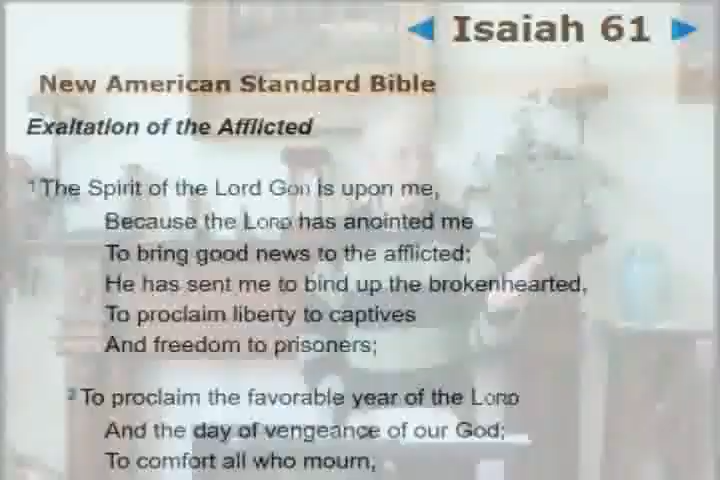 Isaiah 61
New American Standard Bible
Exaltation of the Afflicted
1 The Spirit of the Lord GOD is upon me,
Because the LORD has anointed me
To bring good news to the afflicted;
He has sent me to bind up the brokenhearted,
To proclaim liberty to captives
And freedom to prisoners;
2 To proclaim the favorable year of the LORD
And the day of vengeance of our God;
To comfort all who mourn,